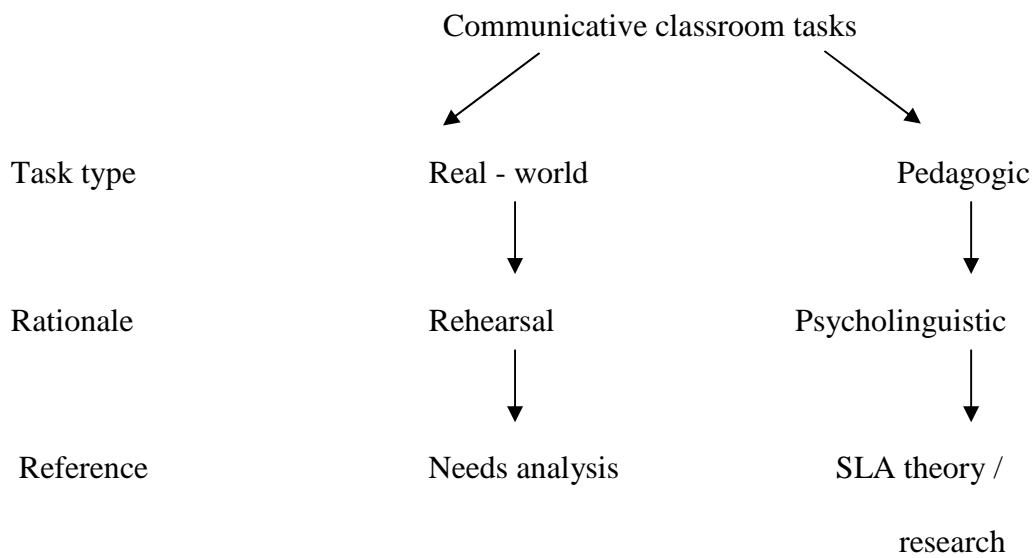 Communicative classroom tasks
Task type Real - world Pedagogic
Rationale Rehearsal Psycholinguistic
Reference Needs analysis SLA theory /
research